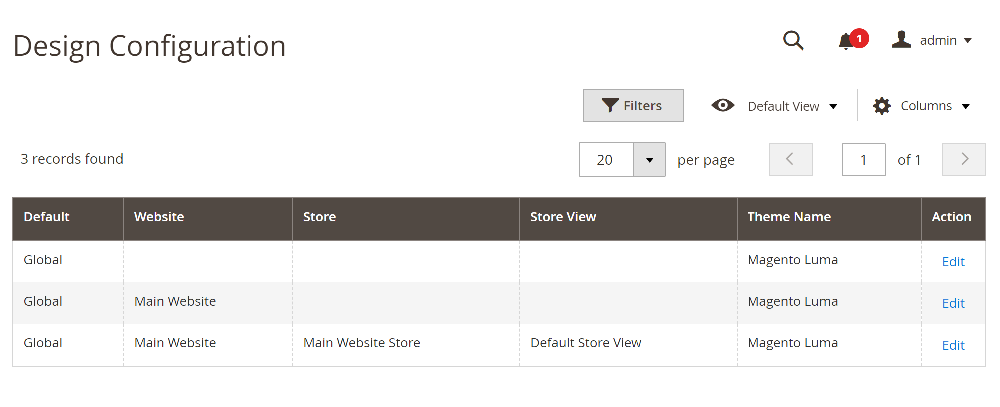 Design Configuration
1
admin
Filters
Default View
Columns
3 records found
20
per page
1
of 1
Default Website Store Store View Theme Name Action
Global Magento Luma Edit
Global Main Website Magento Luma Edit
Global Main Website Main Website Store Default Store View Magento Luma Edit